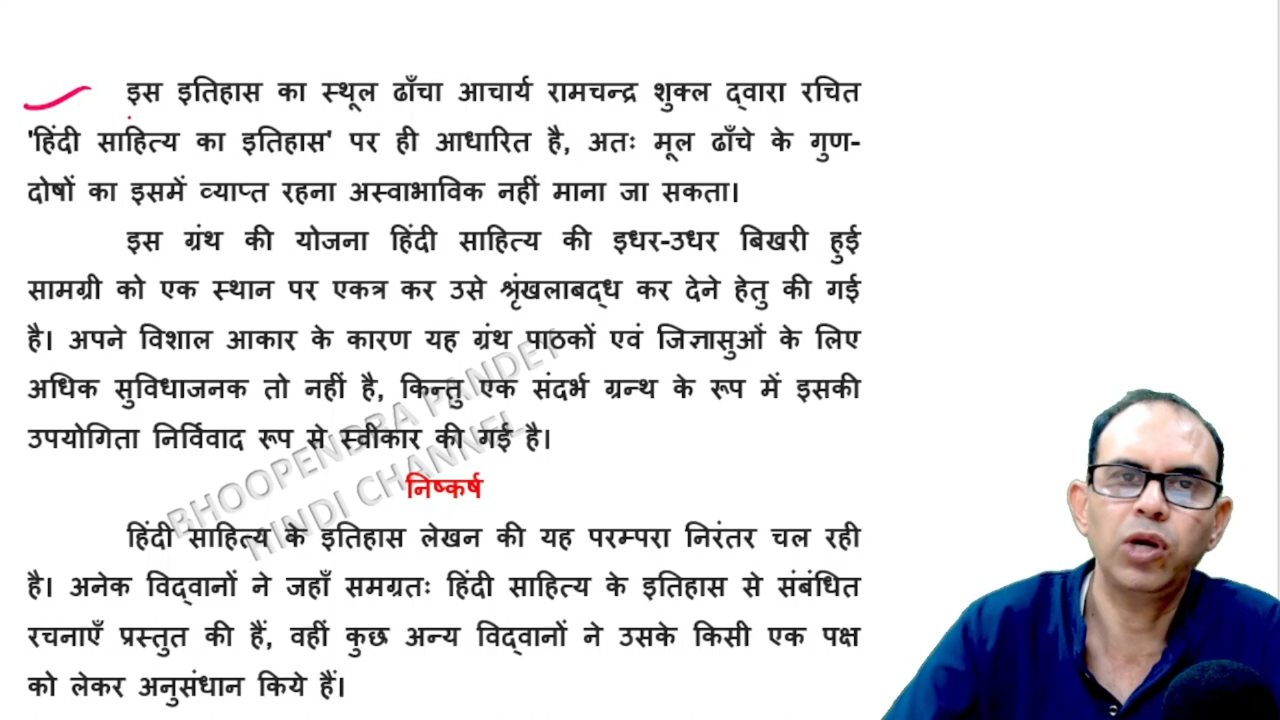 इस इतिहास का स्थूल ढाँचा आचार्य रामचन्द्र शुक्ल द्वारा रचित
'हिंदी साहित्य का इतिहास' पर ही आधारित है, अतः मूल ढाँचे के गुण-
दोषों का इसमें व्याप्त रहना अस्वाभाविक नहीं माना जा सकता।
इस ग्रंथ की योजना हिंदी साहित्य की इधर-उधर बिखरी हुई
सामग्री को एक स्थान पर एकत्र कर उसे श्रृंखलाबद्ध कर देने हेतु की गई
है। अपने विशाल आकार के कारण यह ग्रंथ पाठकों एवं जिज्ञासुओं के लिए
अधिक सुविधाजनक तो नहीं है, किन्तु एक संदर्भ ग्रन्थ के रूप में इसकी
उपयोगिता निर्विवाद रूप से स्वीकार की गई है।
BHOOPENDRA PANDEY
HINDI CHANNEL
निष्कर्ष
हिंदी साहित्य के इतिहास लेखन की यह परम्परा निरंतर चल रही
है। अनेक विद्वानों ने जहाँ समग्रतः हिंदी साहित्य के इतिहास से संबंधित
रचनाएँ प्रस्तुत की हैं, वहीं कुछ अन्य विद्वानों ने उसके किसी एक पक्ष
को लेकर अनुसंधान किये हैं।